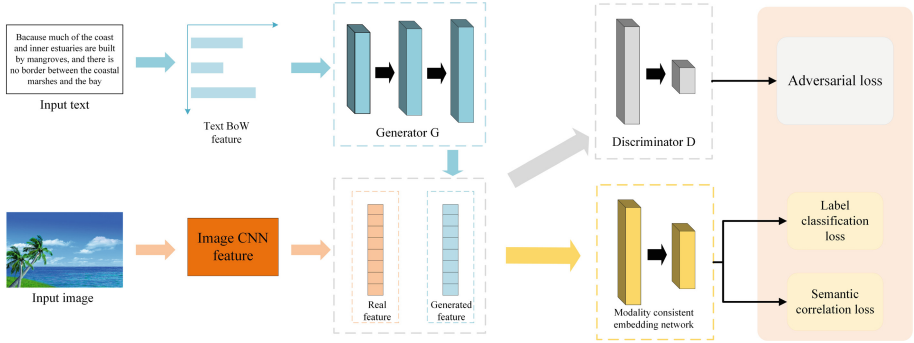 Bacause much of the coast
and inner estuaries are built
by mangroves, and there is
no border between the coastal
marshes and the bay
Input text
Text BoW
feature
Generator G
Discriminator D
Adversarial loss
Input image
Image CNN
feature
Real
feature
Generated
feature
Modality consistent
embedding network
Label
classification
loss
Semantic
correlation loss